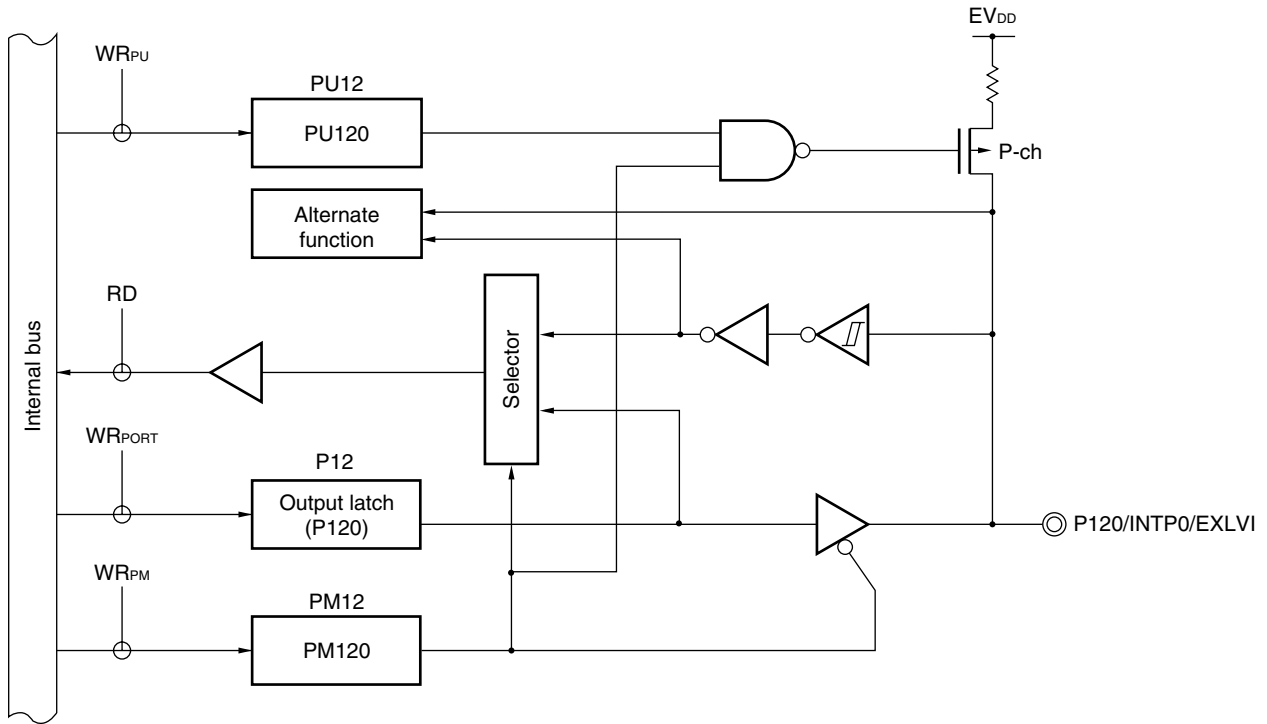 EVDD
WRPU
PU12
PU120
P-ch
Alternate
function
RD
Internal bus
Selector
WRPORT
P12
Output latch
(P120)
P120/INTP0/EXLVI
WRPM
PM12
PM120